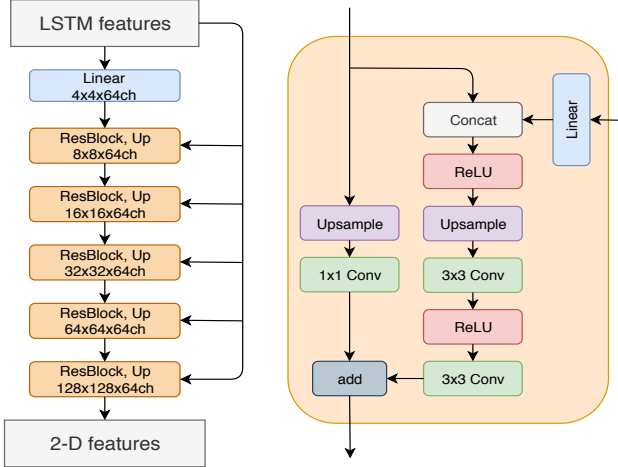 LSTM features
Linear
4x4x64ch
ResBlock, Up
8x8x64ch
ResBlock, Up
16x16x64ch
ResBlock, Up
32x32x64ch
ResBlock, Up
64x64x64ch
ResBlock, Up
128x128x64ch
2-D features
Concat
Linear
ReLU
Upsample
Upsample
1x1 Conv
3x3 Conv
ReLU
add
3x3 Conv